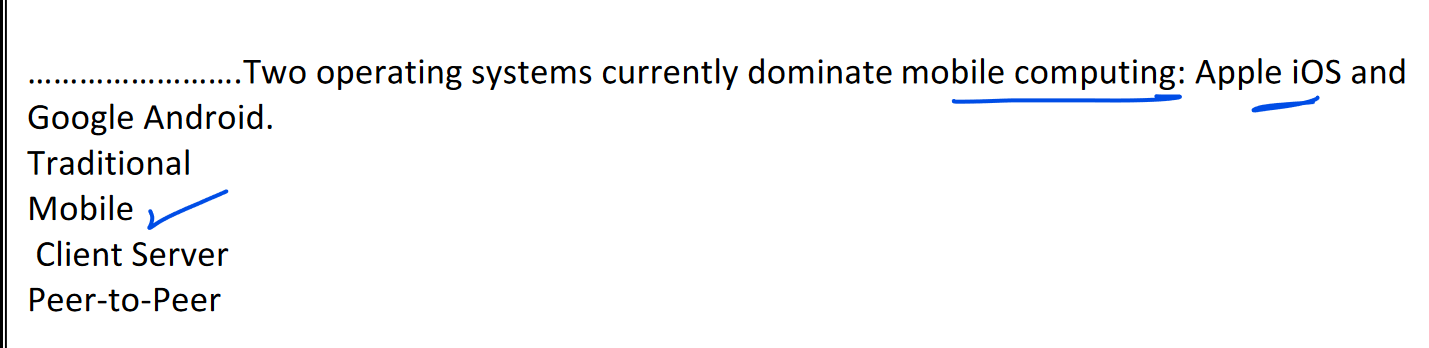 …………………….Two operating systems currently dominate mobile computing: Apple iOS and
Google Android.
Traditional
Mobile
Client Server
Peer-to-Peer